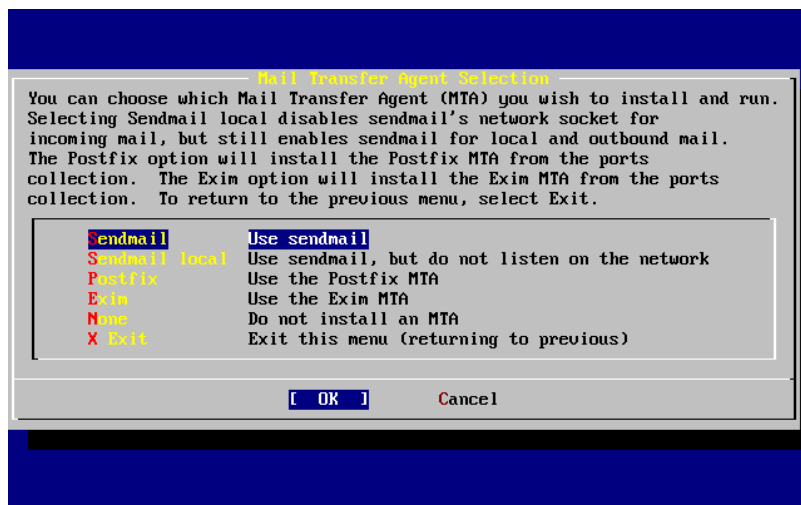 Mail Transfer Agent Selection
You can choose which Mail Transfer Agent (MTA) you wish to install and run.
Selecting Sendmail local disables sendmail's network socket for
incoming mail, but still enables sendmail for local and outbound mail.
The Postfix option will install the Postfix MTA from the ports
collection.  The Exim option will install the Exim MTA from the ports
collection.  To return to the previous menu, select Exit.
Sendmail Use sendmail
Sendmail local Use sendmail, but do not listen on the network
Postfix Use the Postfix MTA
Exim Use the Exim MTA
None Do not install an MTA
X Exit Exit this menu (returning to previous)
[ OK ] Cancel